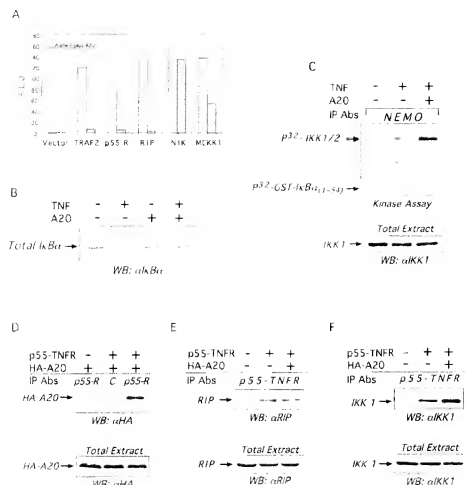 A
Vector TRAF2 p55-R RIP NIK MEKK1
B
TNF - + - +
A20 - - + +
Total IκBα
WB: αIκBα
C
TNF - + +
A20 - - +
IP Abs NEMO
p32-IKK1/2
p32-GST-IκBα(1-54)
Kinase Assay
Total Extract
IKK1
WB: αIKK1
D
p55-TNFR - + +
HA-A20 + + +
IP Abs p55-R C p55-R
HA-A20
WB: αHA
Total Extract
HA-A20
WB: αHA
E
p55-TNFR - + +
HA-A20 - - +
IP Abs p55-TNFR
RIP
WB: αRIP
Total Extract
RIP
WB: αRIP
F
p55-TNFR - + +
HA-A20 - - +
IP Abs p55-TNFR
IKK 1
WB: αIKK1
Total Extract
IKK 1
WB: αIKK1